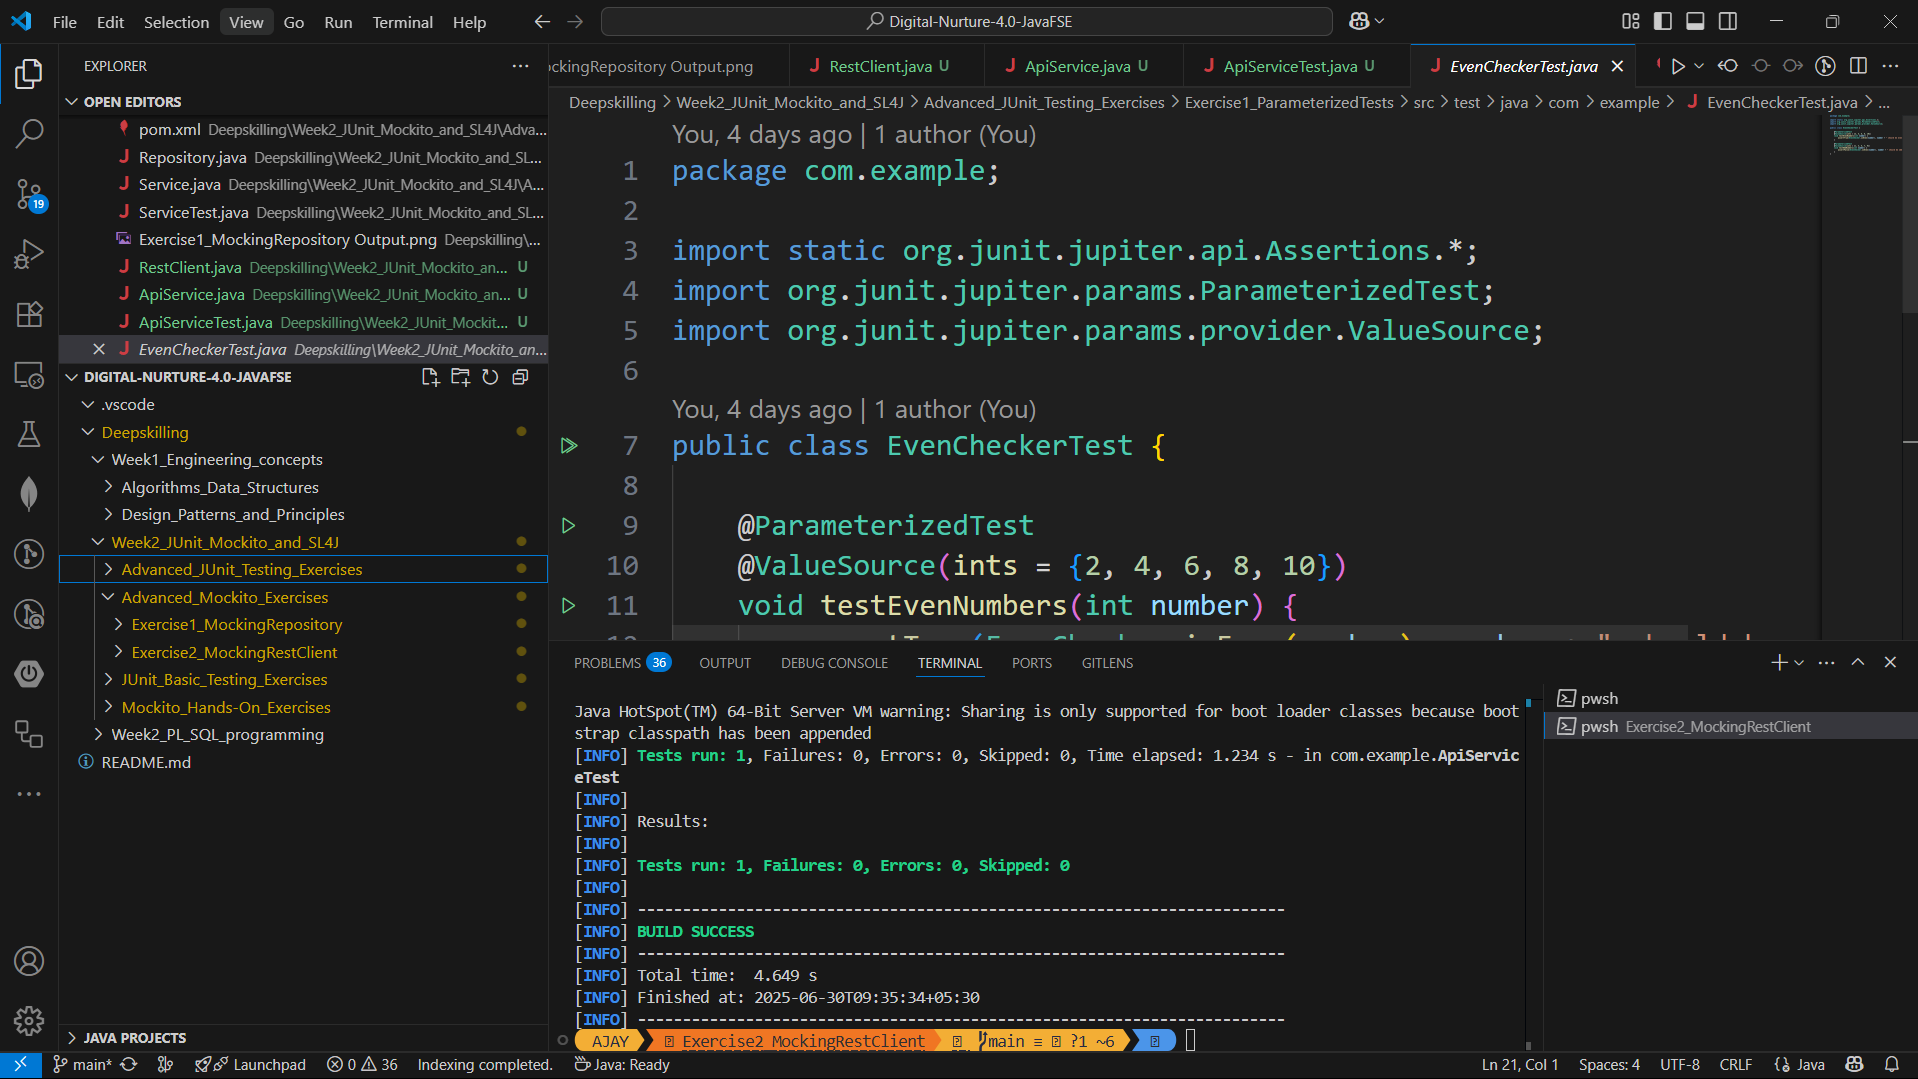 File Edit Selection View Go Run Terminal Help
Digital-Nurture-4.0-JavaFSE
EXPLORER
OPEN EDITORS
pom.xml Deepskilling\Week2_JUnit_Mockito_and_SL4J\Adva...
Repository.java Deepskilling\Week2_JUnit_Mockito_and_SL...
Service.java Deepskilling\Week2_JUnit_Mockito_and_SL4J\A...
ServiceTest.java Deepskilling\Week2_JUnit_Mockito_and_SL...
Exercise1_MockingRepository Output.png Deepskilling\...
RestClient.java Deepskilling\Week2_JUnit_Mockito_an... U
ApiService.java Deepskilling\Week2_JUnit_Mockito_an... U
ApiServiceTest.java Deepskilling\Week2_JUnit_Mockit... U
EvenCheckerTest.java Deepskilling\Week2_JUnit_Mockito_an...
DIGITAL-NURTURE-4.0-JAVAFSE
.vscode
Deepskilling
Week1_Engineering_concepts
Algorithms_Data_Structures
Design_Patterns_and_Principles
Week2_JUnit_Mockito_and_SL4J
Advanced_JUnit_Testing_Exercises
Advanced_Mockito_Exercises
Exercise1_MockingRepository
Exercise2_MockingRestClient
JUnit_Basic_Testing_Exercises
Mockito_Hands-On_Exercises
Week2_PL_SQL_programming
README.md
JAVA PROJECTS
19
ckingRepository Output.png RestClient.java U ApiService.java U ApiServiceTest.java U EvenCheckerTest.java
Deepskilling > Week2_JUnit_Mockito_and_SL4J > Advanced_JUnit_Testing_Exercises > Exercise1_ParameterizedTests > src > test > java > com > example > EvenCheckerTest.java > ...
You, 4 days ago | 1 author (You)
1 package com.example;
2
3 import static org.junit.jupiter.api.Assertions.*;
4 import org.junit.jupiter.params.ParameterizedTest;
5 import org.junit.jupiter.params.provider.ValueSource;
6
You, 4 days ago | 1 author (You)
7 public class EvenCheckerTest {
8
9 @ParameterizedTest
10 @ValueSource(ints = {2, 4, 6, 8, 10})
11 void testEvenNumbers(int number) {
PROBLEMS 36 OUTPUT DEBUG CONSOLE TERMINAL PORTS GITLENS
Java HotSpot(TM) 64-Bit Server VM warning: Sharing is only supported for boot loader classes because boot
strap classpath has been appended
[INFO] Tests run: 1, Failures: 0, Errors: 0, Skipped: 0, Time elapsed: 1.234 s - in com.example.ApiServic
eTest
[INFO]
[INFO] Results:
[INFO]
[INFO] Tests run: 1, Failures: 0, Errors: 0, Skipped: 0
[INFO]
[INFO] ------------------------------------------------------------------------
[INFO] BUILD SUCCESS
[INFO] ------------------------------------------------------------------------
[INFO] Total time:  4.649 s
[INFO] Finished at: 2025-06-30T09:35:34+05:30
[INFO] ------------------------------------------------------------------------
AJAY Exercise2_MockingRestClient main ≡ ?1 ~6
pwsh
pwsh Exercise2_MockingRestClient
main* Launchpad 0 36 Indexing completed. Java: Ready
Ln 21, Col 1 Spaces: 4 UTF-8 CRLF Java